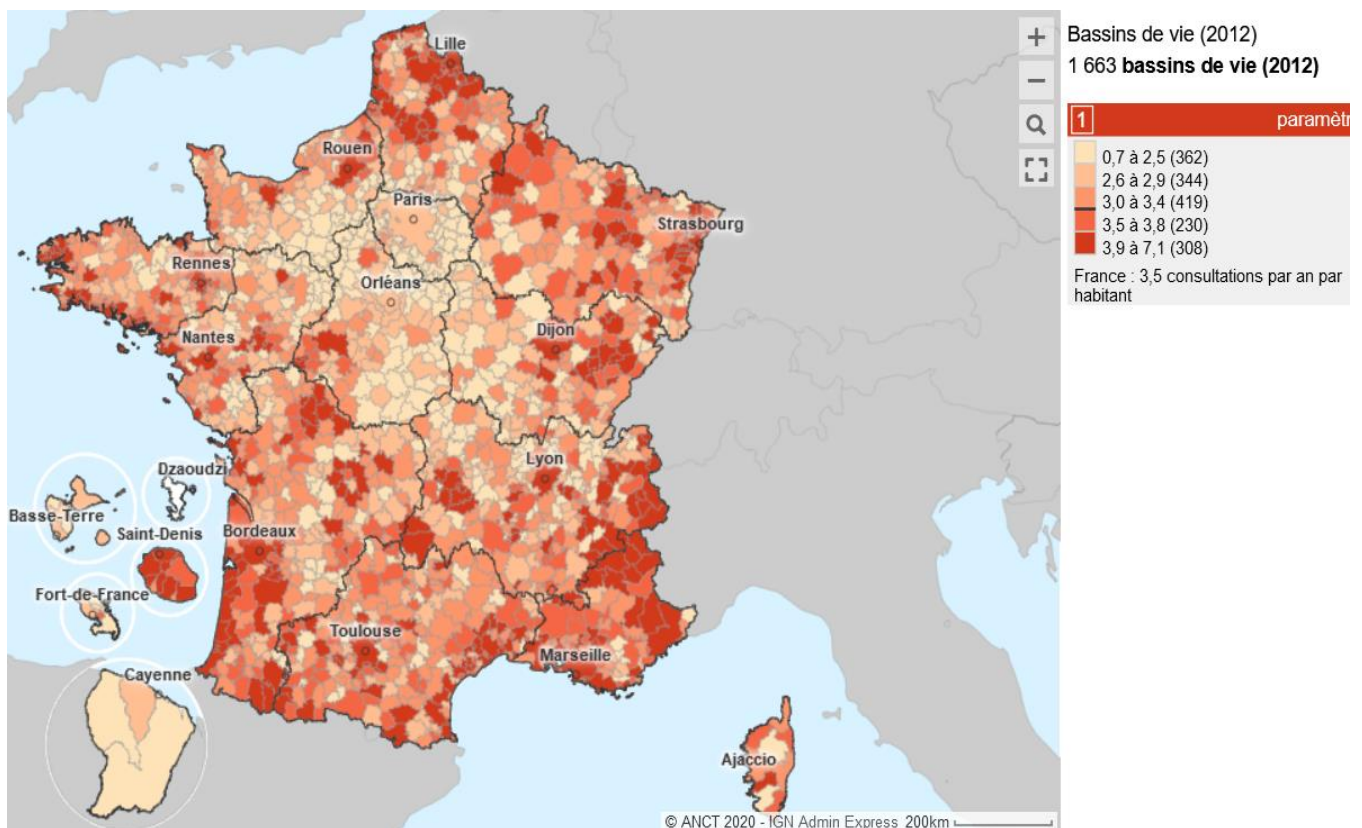 Lille
Rouen
Paris
Strasbourg
Rennes
Orléans
Nantes
Dijon
Lyon
Dzaoudzi
Basse-Terre
Saint-Denis
Bordeaux
Fort-de-France
Toulouse
Marseille
Cayenne
Ajaccio
© ANCT 2020 - IGN Admin Express 200km
+
−
Bassins de vie (2012)
1 663 bassins de vie (2012)
1 paramètr
0,7 à 2,5 (362)
2,6 à 2,9 (344)
3,0 à 3,4 (419)
3,5 à 3,8 (230)
3,9 à 7,1 (308)
France : 3,5 consultations par an par
habitant